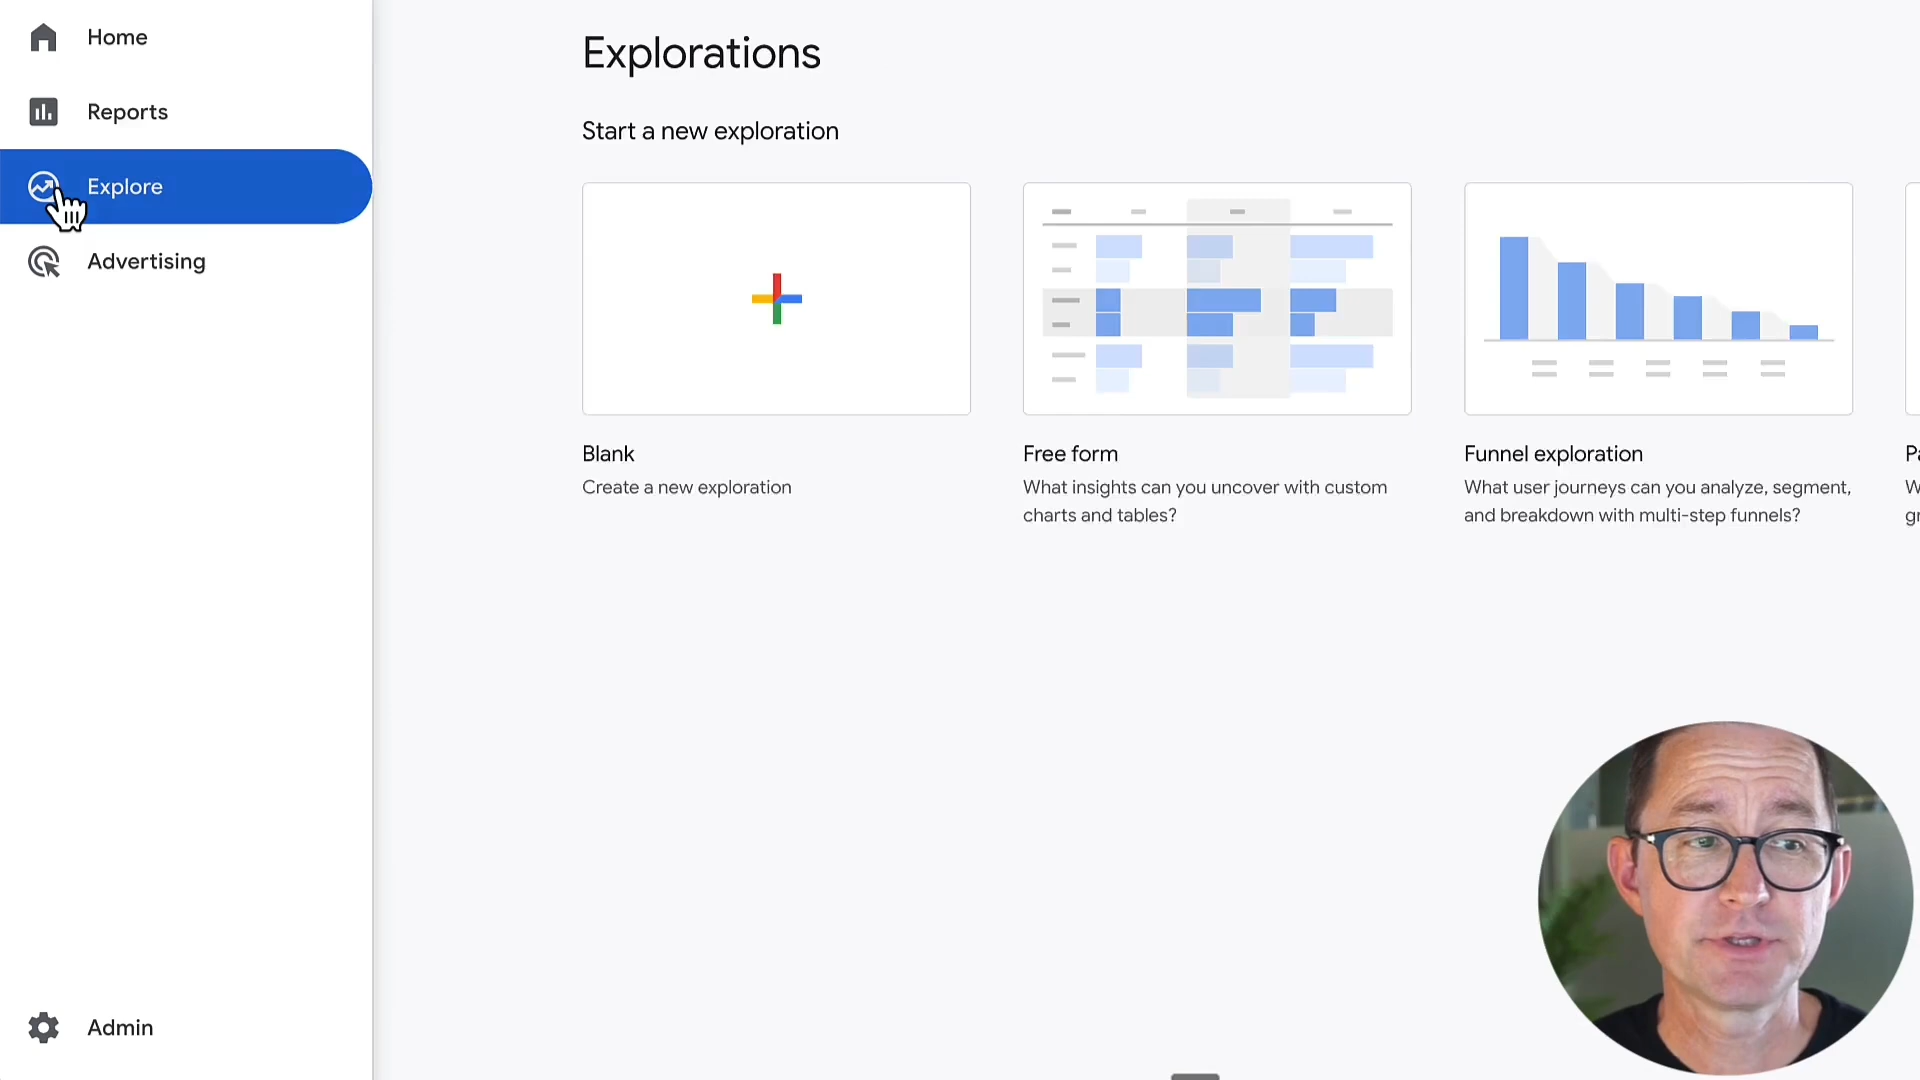 Home
Reports
Explore
Advertising
Admin
Explorations
Start a new exploration
Blank
Create a new exploration
Free form
What insights can you uncover with custom
charts and tables?
Funnel exploration
What user journeys can you analyze, segment,
and breakdown with multi-step funnels?